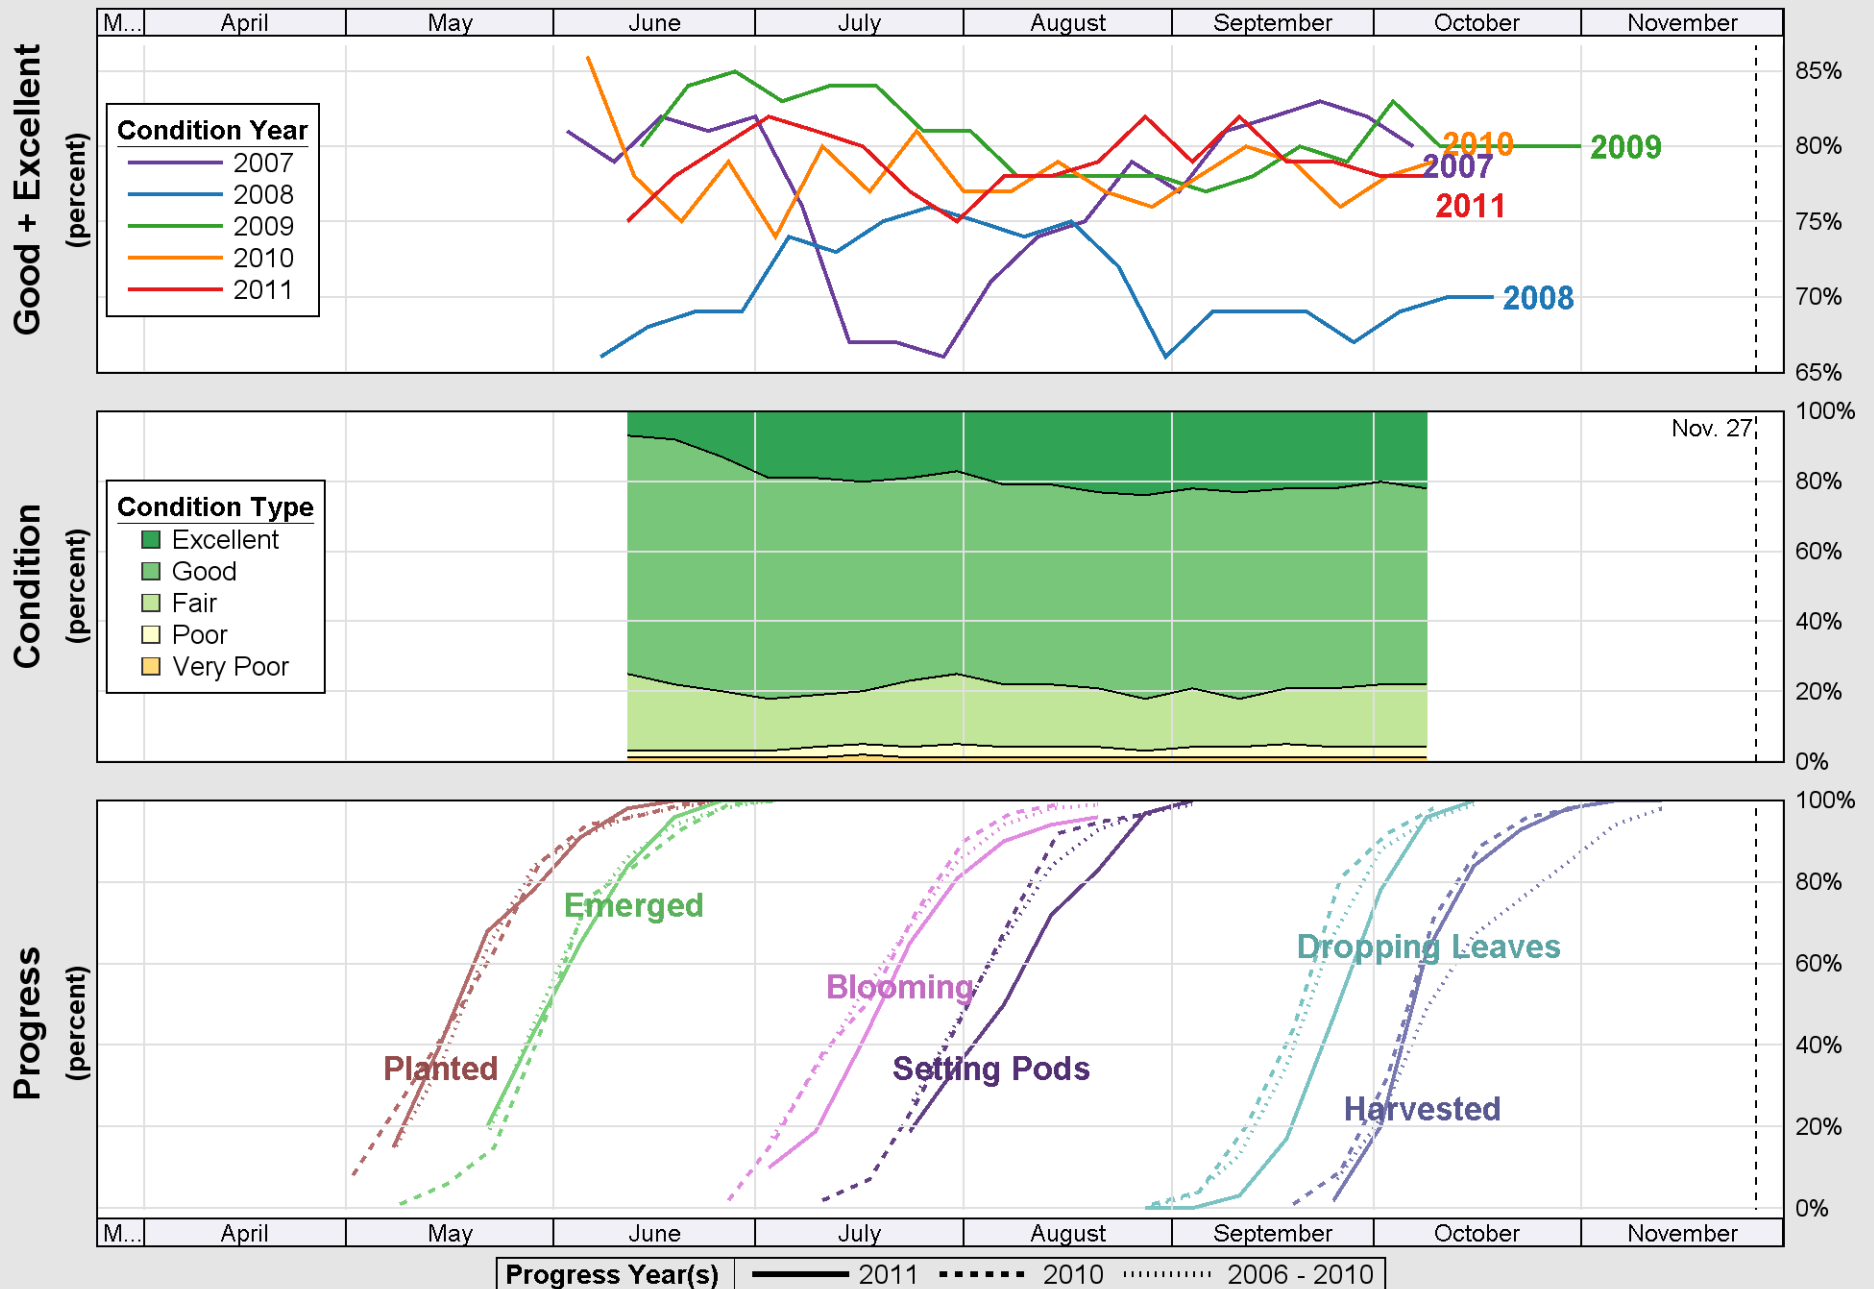 M... April May June July August September October November
Good + Excellent
(percent)
85%
80%
75%
70%
65%
Condition Year
2007
2008
2009
2010
2011
2010
2009
2007
2011
2008
Condition
(percent)
100%
80%
60%
40%
20%
0%
Nov. 27
Condition Type
Excellent
Good
Fair
Poor
Very Poor
Progress
(percent)
100%
80%
60%
40%
20%
0%
Emerged
Dropping Leaves
Blooming
Planted
Setting Pods
Harvested
M... April May June July August September October November
Progress Year(s) 2011 2010 2006 - 2010